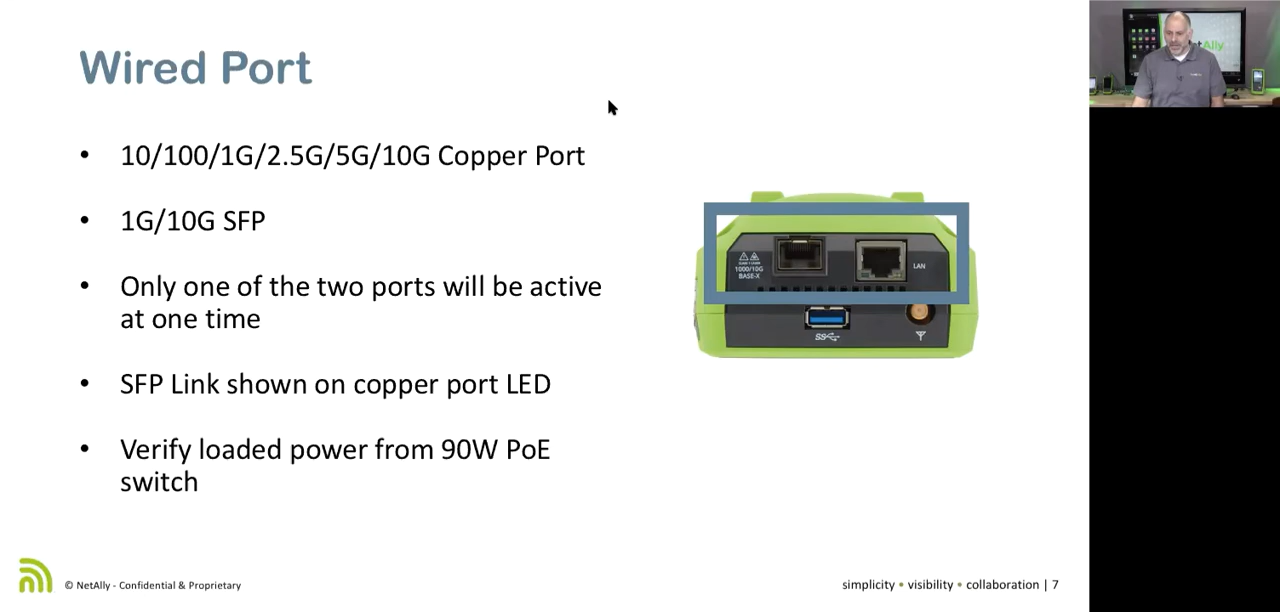 Wired Port
• 10/100/1G/2.5G/5G/10G Copper Port
• 1G/10G SFP
• Only one of the two ports will be active
at one time
• SFP Link shown on copper port LED
• Verify loaded power from 90W PoE
switch
1000/10G
BASE-X
LAN
SS
© NetAlly - Confidential & Proprietary
simplicity • visibility • collaboration | 7